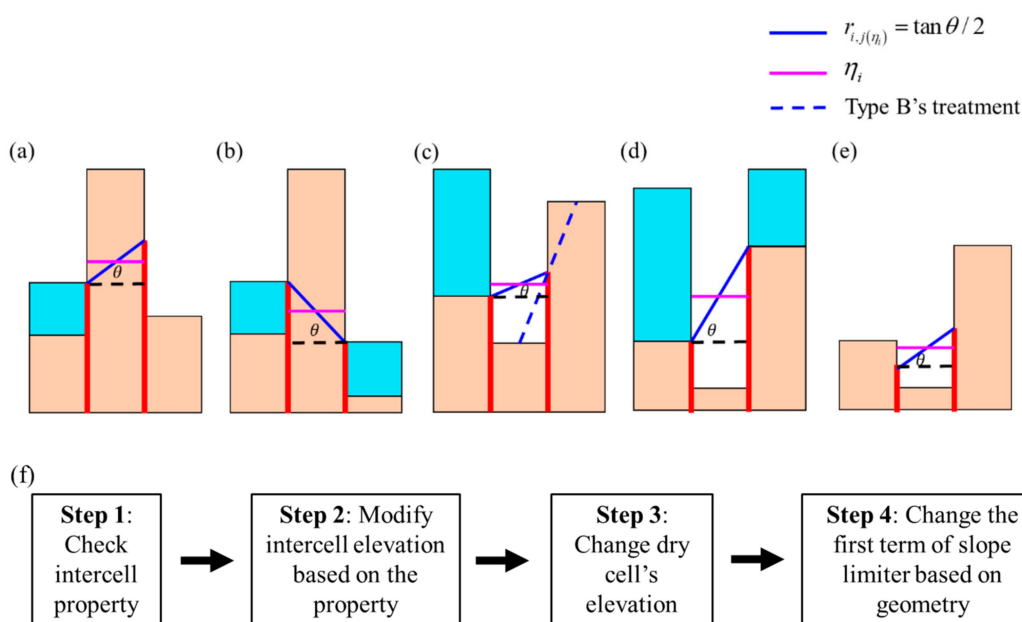 r_{i,j(η_i)} = tan θ / 2
η_i
Type B's treatment
(a)
(b)
(c)
(d)
(e)
θ
θ
θ
θ
θ
(f)
Step 1:
Check
intercell
property
Step 2: Modify
intercell elevation
based on the
property
Step 3:
Change dry
cell's
elevation
Step 4: Change the
first term of slope
limiter based on
geometry